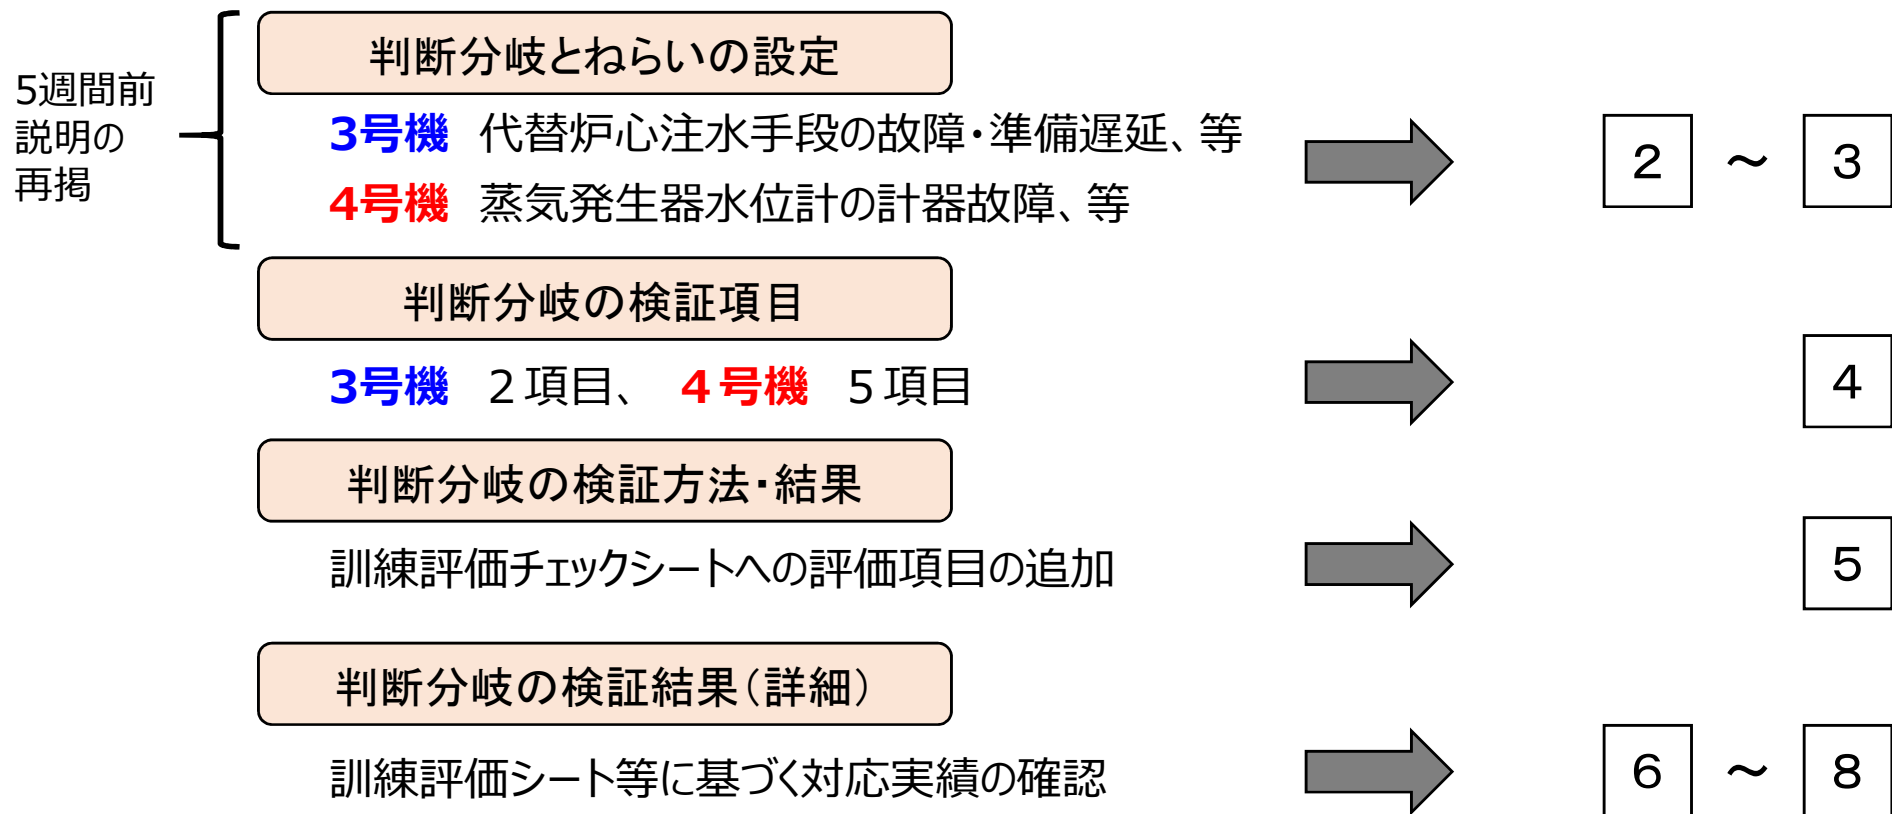 5週間前
説明の
再掲
判断分岐とねらいの設定
3号機 代替炉心注水手段の故障・準備遅延、等
4号機 蒸気発生器水位計の計器故障、等
2 ～ 3
判断分岐の検証項目
3号機 2項目、 4号機 5項目
4
判断分岐の検証方法・結果
訓練評価チェックシートへの評価項目の追加
5
判断分岐の検証結果(詳細)
訓練評価シート等に基づく対応実績の確認
6 ～ 8